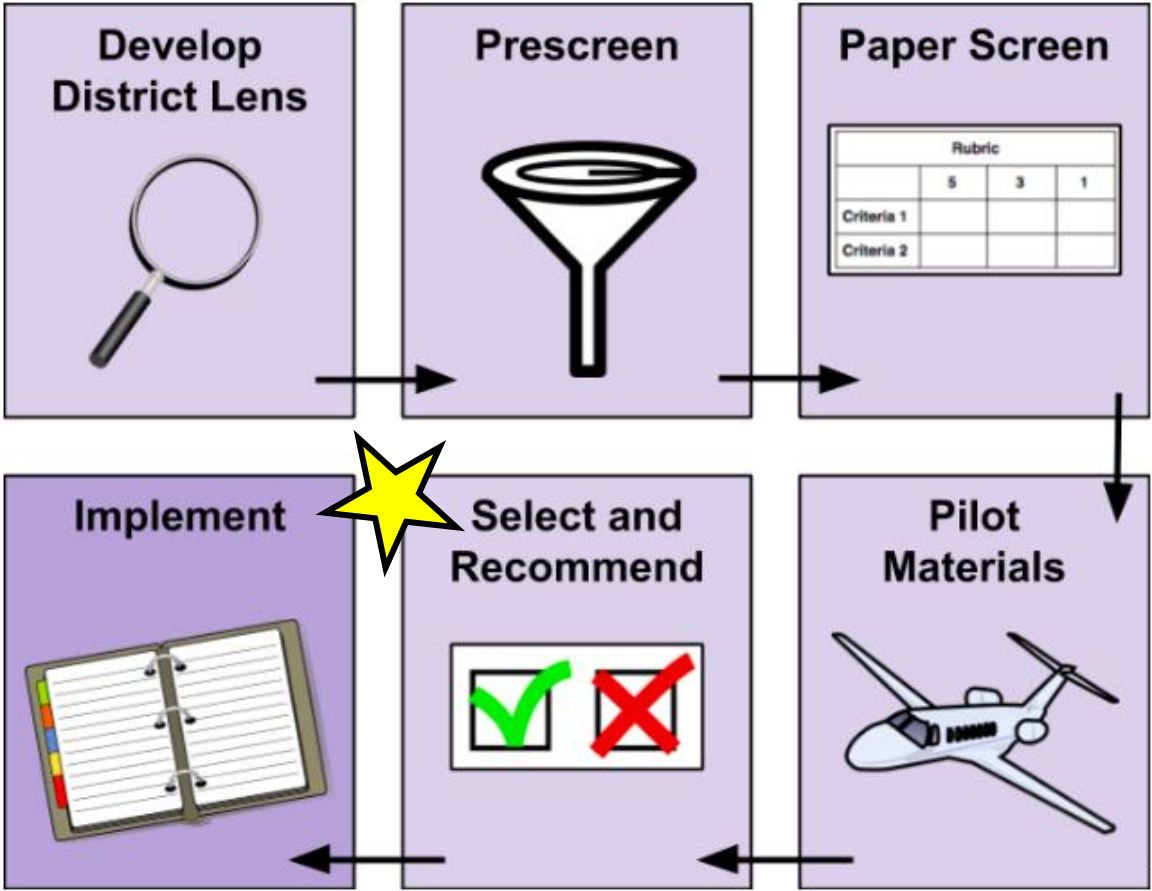 Develop
District Lens
Prescreen
Paper Screen
Rubric
5 3 1
Criteria 1
Criteria 2
Implement
Select and
Recommend
Pilot
Materials